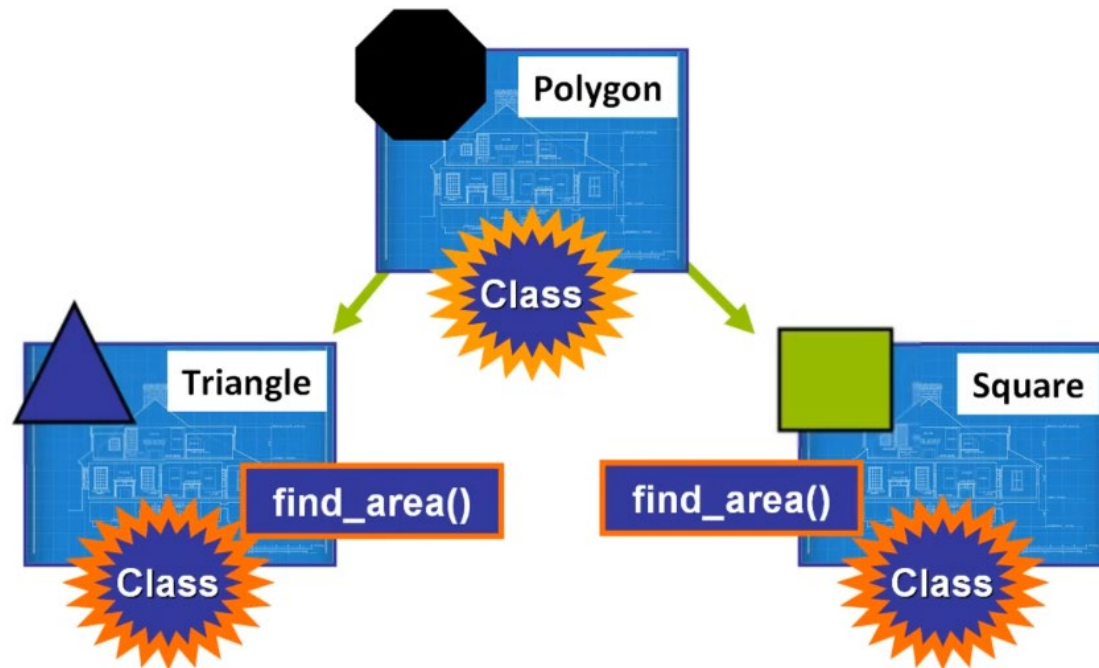 Polygon
Class
Triangle
find_area()
Class
Square
find_area()
Class